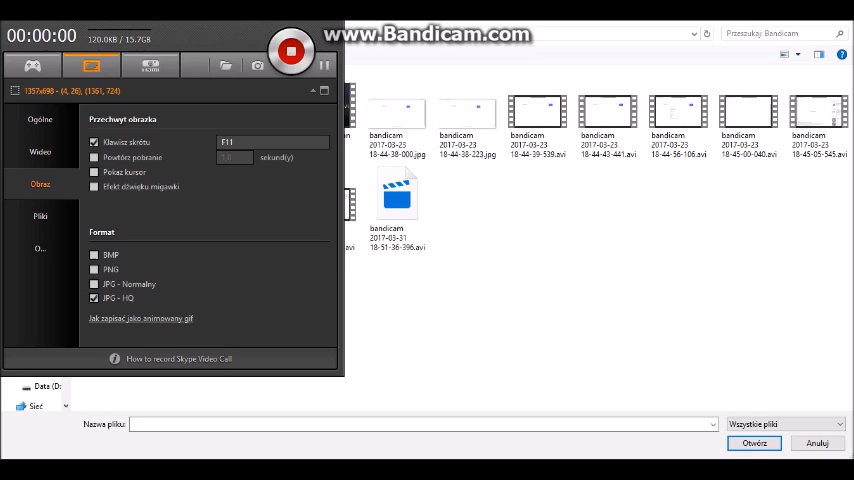 00:00:00
120.0KB / 15.7GB
www.Bandicam.com
Przeszukaj: Bandicam
1357x698 - (4, 26), (1361, 724)
Ogólne
Wideo
Obraz
Pliki
O...
Przechwyt obrazka
Klawisz skrótu
F11
Powtórz pobranie
1.0
sekund(y)
Pokaż kursor
Efekt dźwięku migawki
Format
BMP
PNG
JPG - Normalny
JPG - HQ
Jak zapisać jako animowany gif
How to record Skype Video Call
bandicam
2017-03-23
18-44-38-000.jpg
bandicam
2017-03-23
18-44-38-223.jpg
bandicam
2017-03-23
18-44-39-539.avi
bandicam
2017-03-23
18-44-43-441.avi
bandicam
2017-03-23
18-44-56-106.avi
bandicam
2017-03-23
18-45-00-040.avi
bandicam
2017-03-23
18-45-05-545.avi
bandicam
2017-03-31
18-51-36-396.avi
Data (D:
Sieć
Nazwa pliku:
Wszystkie pliki
Otwórz
Anuluj